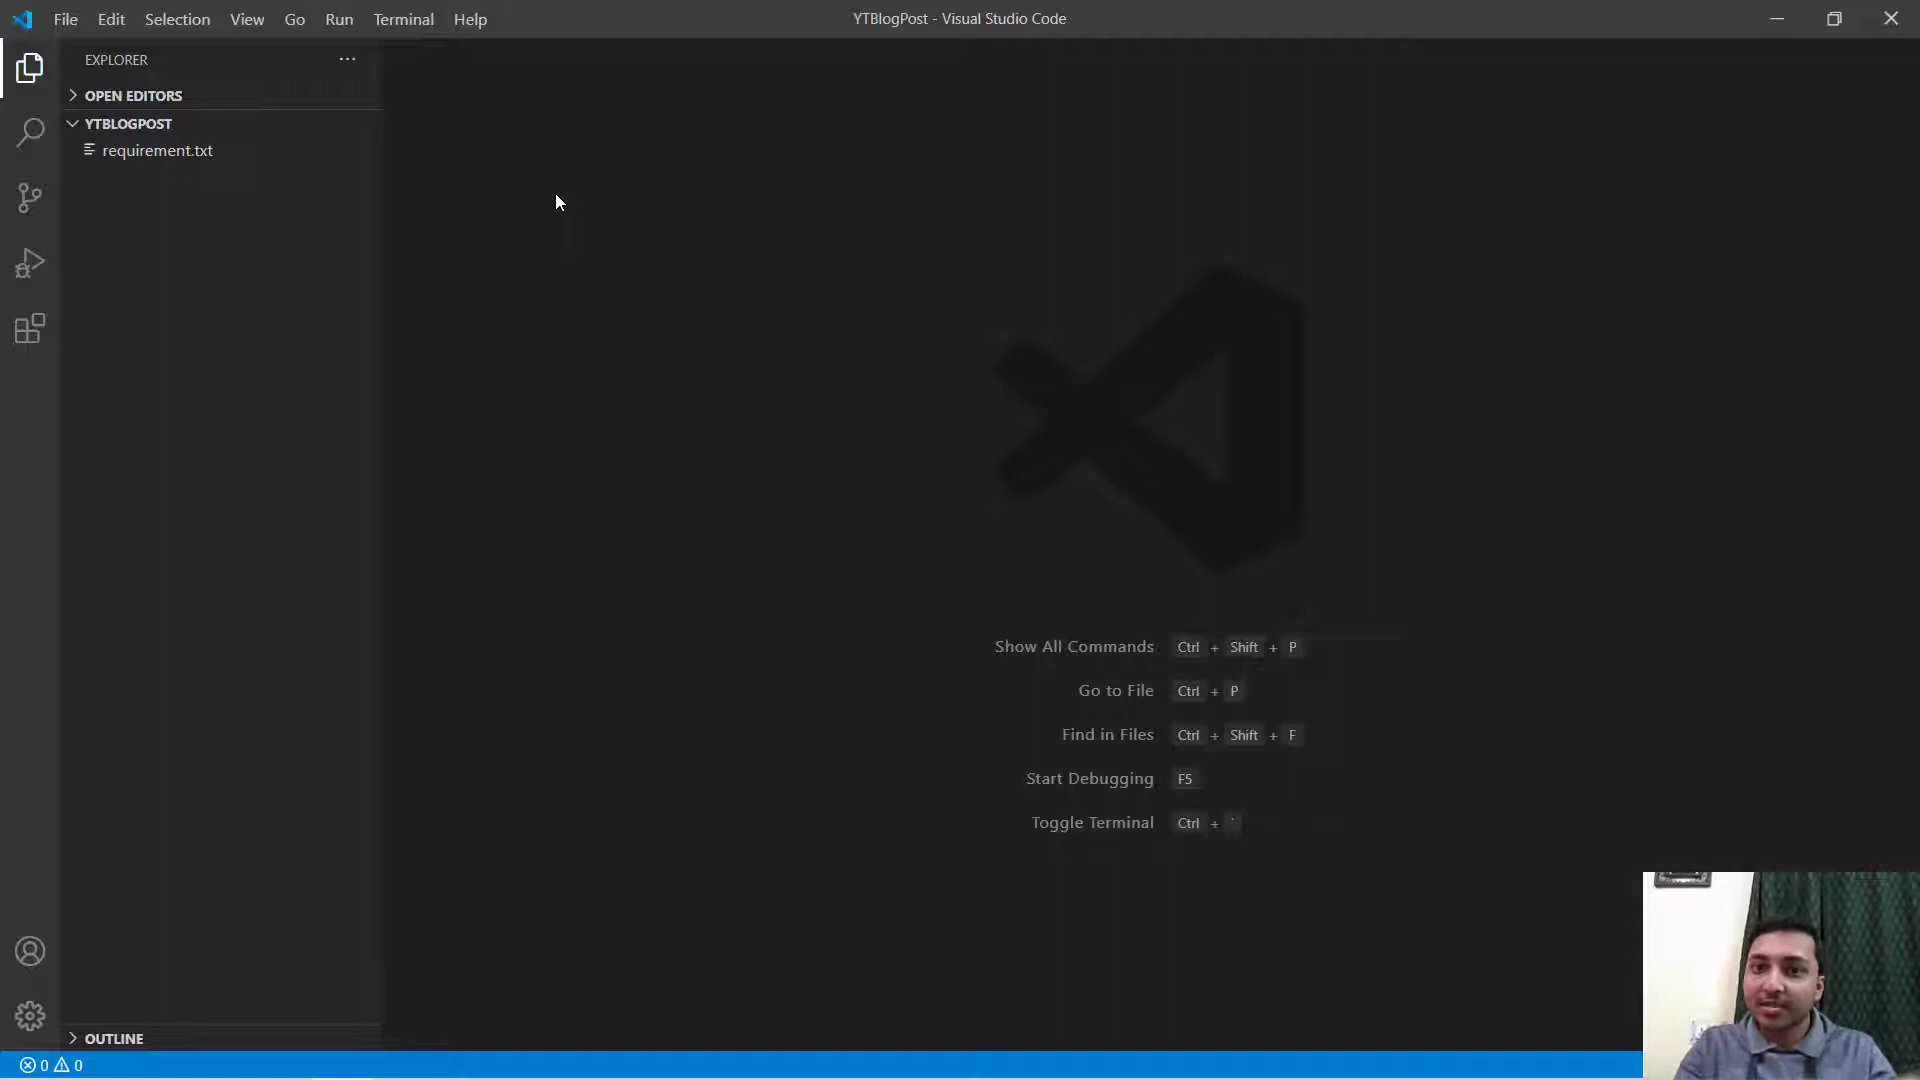 File Edit Selection View Go Run Terminal Help
YTBlogPost - Visual Studio Code
EXPLORER
OPEN EDITORS
YTBLOGPOST
requirement.txt
Show All Commands Ctrl + Shift + P
Go to File Ctrl + P
Find in Files Ctrl + Shift + F
Start Debugging F5
Toggle Terminal Ctrl + `
OUTLINE
0 0